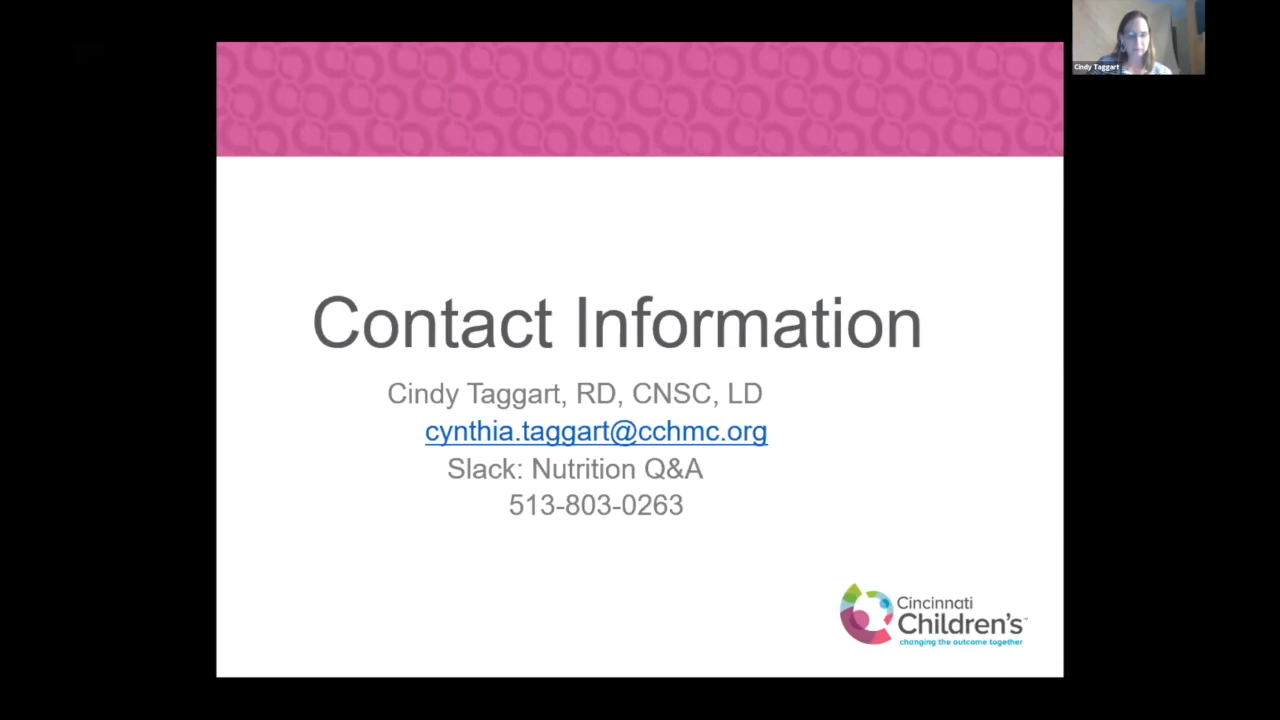 Cindy Taggart
Contact Information
Cindy Taggart, RD, CNSC, LD
cynthia.taggart@cchmc.org
Slack: Nutrition Q&A
513-803-0263
Cincinnati
Children's™
changing the outcome together